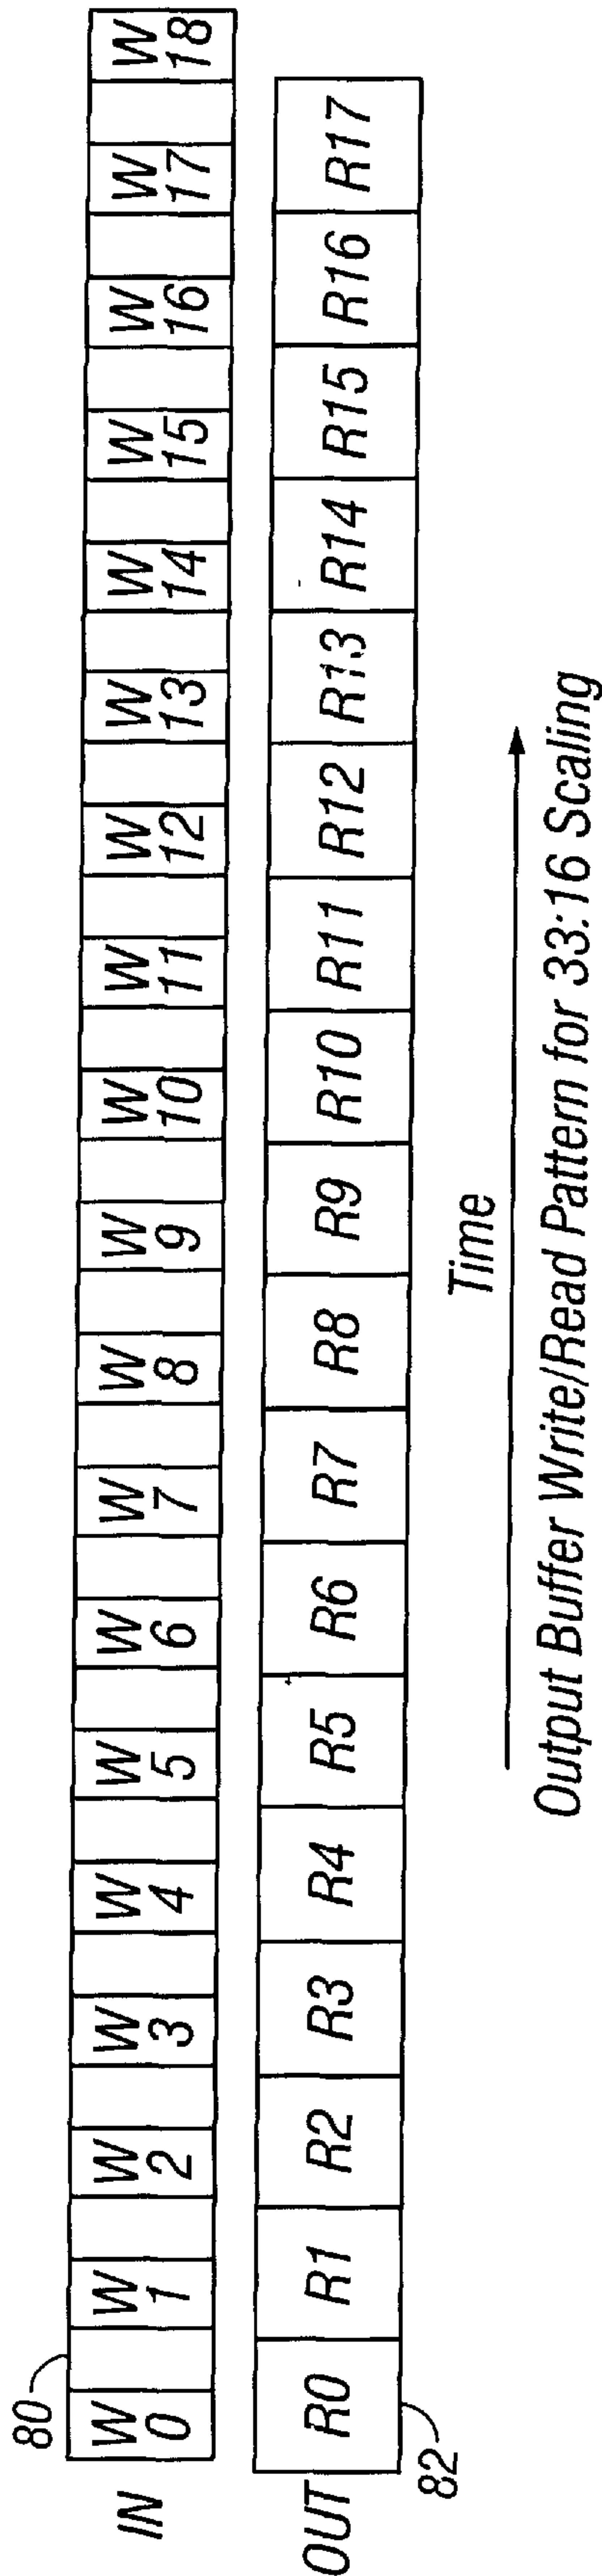 80
IN
W 0 W 1 W 2 W 3 W 4 W 5 W 6 W 7 W 8 W 9 W 10 W 11 W 12 W 13 W 14 W 15 W 16 W 17 W 18
OUT
R0 R1 R2 R3 R4 R5 R6 R7 R8 R9 R10 R11 R12 R13 R14 R15 R16 R17
82
Time
Output Buffer Write/Read Pattern for 33:16 Scaling